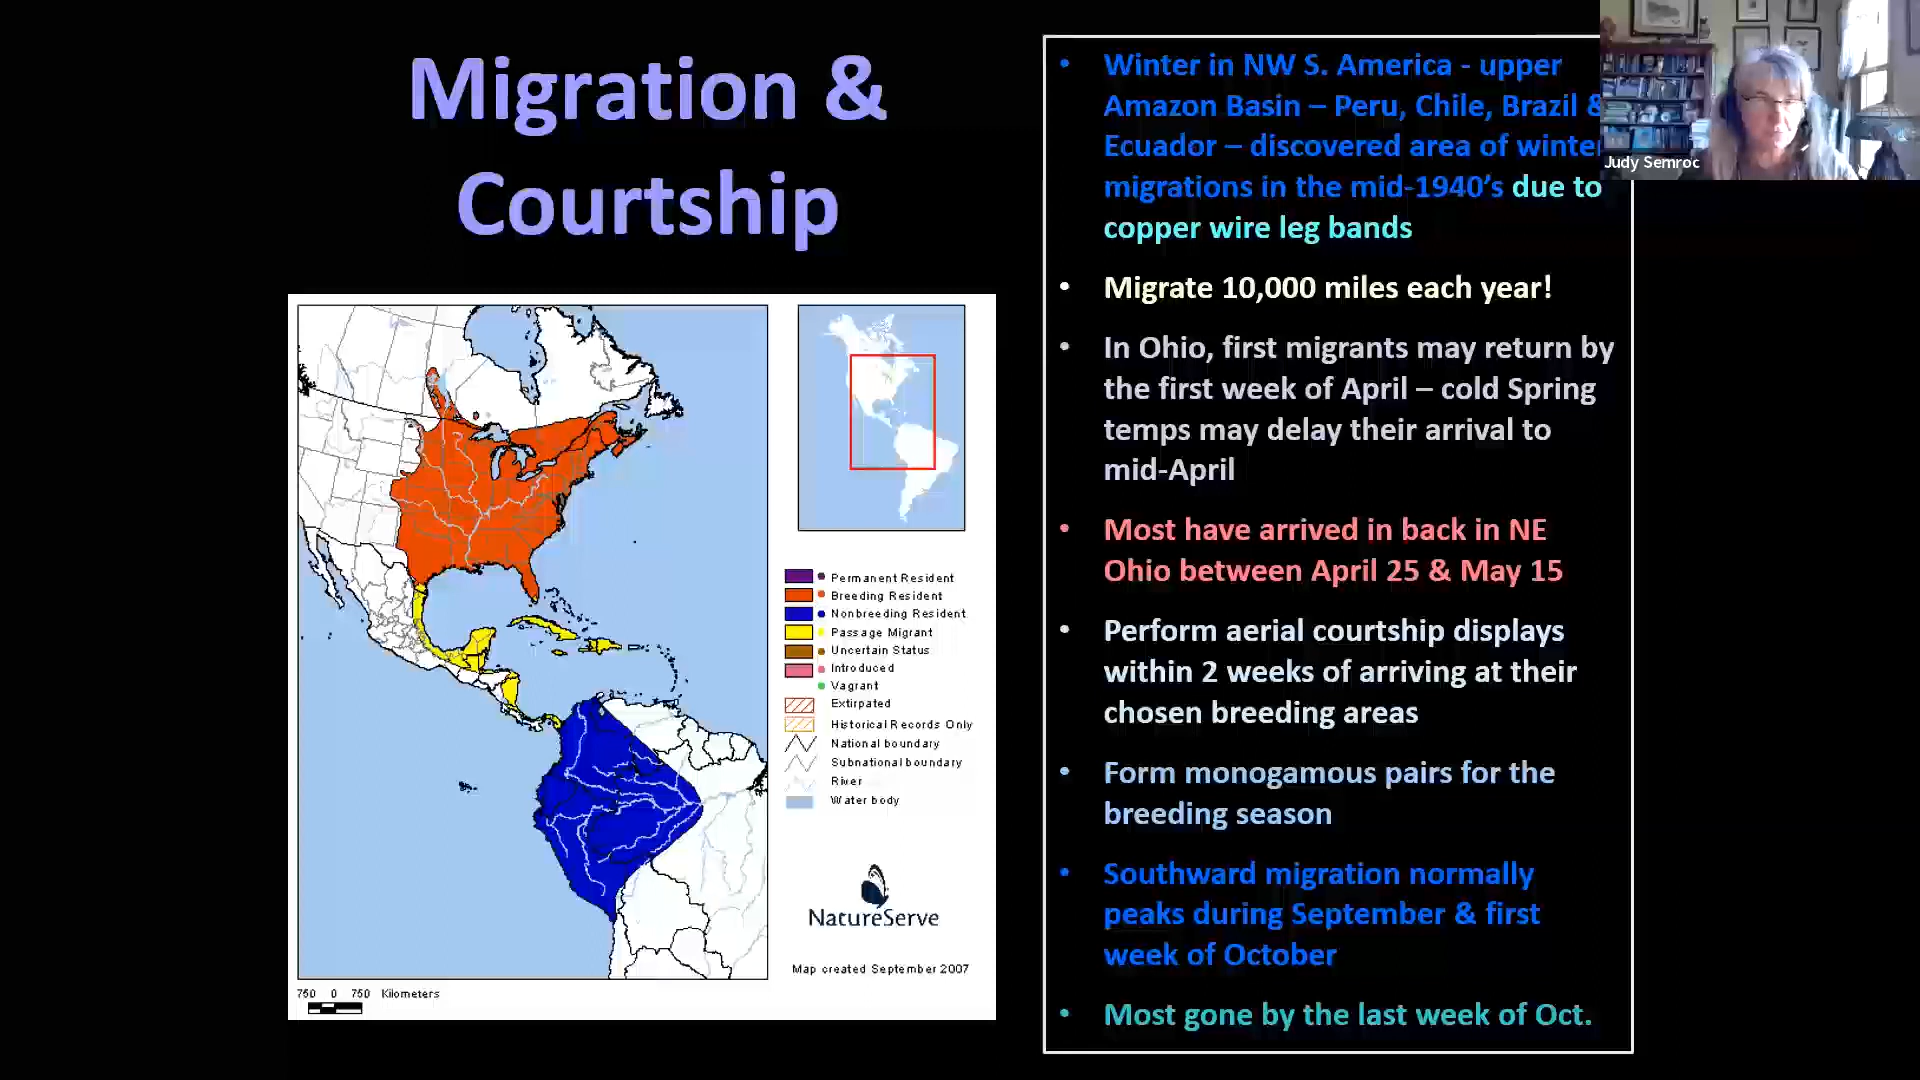 Migration &
Courtship
Permanent Resident
Breeding Resident
Nonbreeding Resident
Passage Migrant
Uncertain Status
Introduced
Vagrant
Extirpated
Historical Records Only
National boundary
Subnational boundary
River
Water body
NatureServe
Map created September 2007
750 0 750 Kilometers
• Winter in NW S. America - upper
Amazon Basin – Peru, Chile, Brazil &
Ecuador – discovered area of winter
migrations in the mid-1940’s due to
copper wire leg bands
• Migrate 10,000 miles each year!
• In Ohio, first migrants may return by
the first week of April – cold Spring
temps may delay their arrival to
mid-April
• Most have arrived in back in NE
Ohio between April 25 & May 15
• Perform aerial courtship displays
within 2 weeks of arriving at their
chosen breeding areas
• Form monogamous pairs for the
breeding season
• Southward migration normally
peaks during September & first
week of October
• Most gone by the last week of Oct.
Judy Semroc